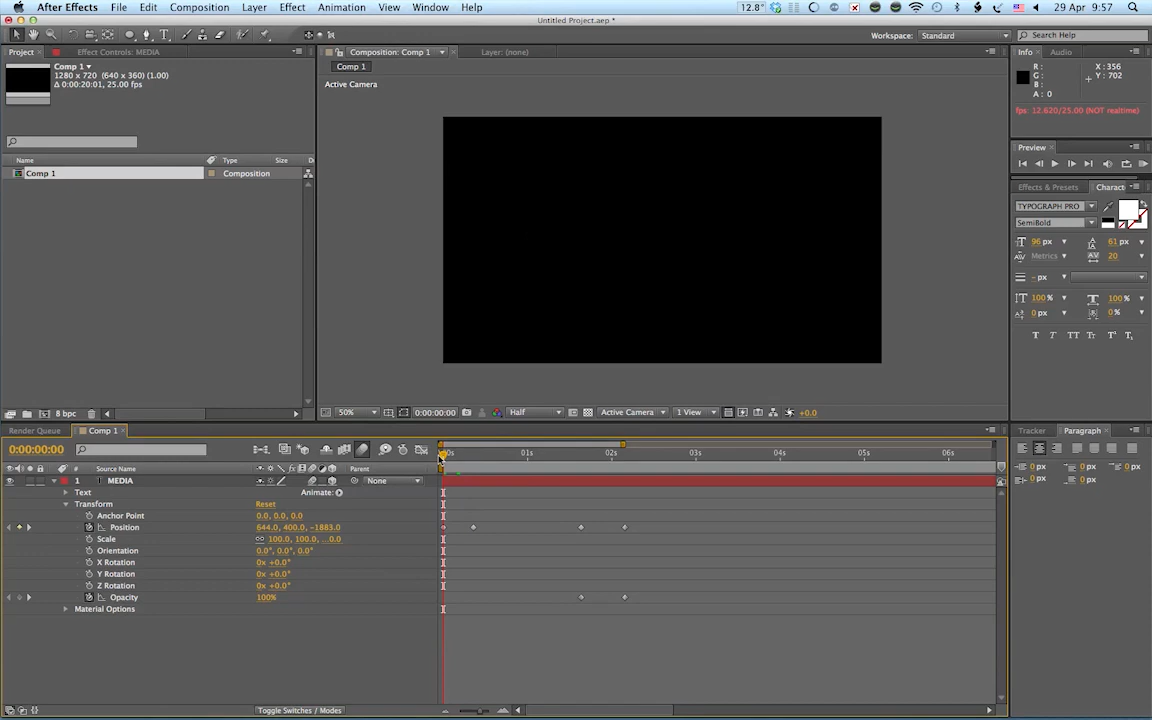 After Effects File Edit Composition Layer Effect Animation View Window Help 12.8° 29 Apr 9:57
Untitled Project.aep *
Workspace: Standard Search Help
Project Effect Controls: MEDIA
Comp 1
1280 x 720 (640 x 360) (1.00)
Δ 0:00:20:01, 25.00 fps
Name Type Size
Comp 1 Composition
8 bpc
Composition: Comp 1 Layer: (none)
Comp 1
Active Camera
50% 0:00:00:00 Half Active Camera 1 View +0.0
Info Audio
R : X : 356
G : Y : 702
B :
A : 0
fps: 12.620/25.00 (NOT realtime)
Preview
Effects & Presets Charact
TYPOGRAPH PRO
SemiBold
96 px 61 px
Metrics 20
- px
100 % 100 %
0 px 0 %
T T TT Tт T¹ T₁
Tracker Paragraph
0 px 0 px 0 px
0 px 0 px
Render Queue Comp 1
0:00:00:00
00s 01s 02s 03s 04s 05s 06s
# Source Name Parent
1 MEDIA None
Text Animate:
Transform Reset
Anchor Point 0.0, 0.0, 0.0
Position 644.0, 400.0, -1883.0
Scale 100.0, 100.0, ...0.0
Orientation 0.0°, 0.0°, 0.0°
X Rotation 0x +0.0°
Y Rotation 0x +0.0°
Z Rotation 0x +0.0°
Opacity 100%
Material Options
Toggle Switches / Modes